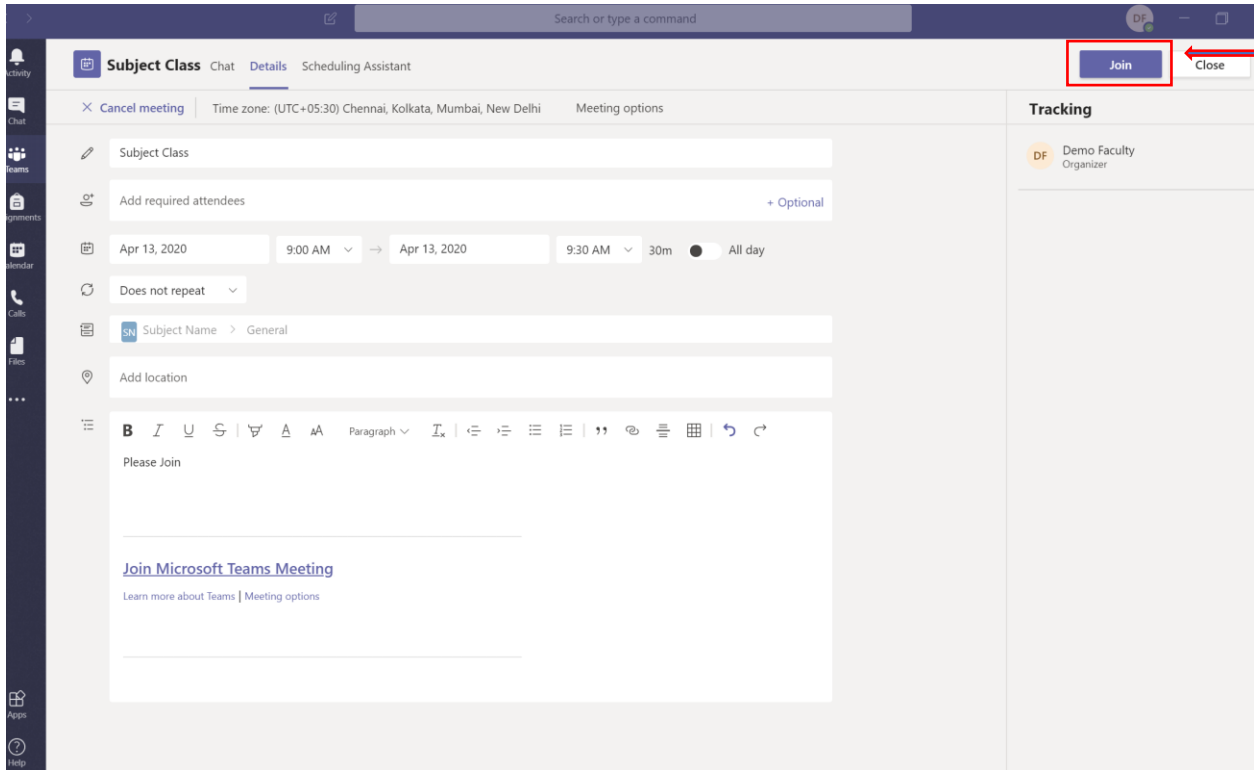 Search or type a command
DF
Activity
Chat
Teams
ignments
alendar
Calls
Files
Apps
Help
Subject Class Chat Details Scheduling Assistant
Join Close
Cancel meeting Time zone: (UTC+05:30) Chennai, Kolkata, Mumbai, New Delhi Meeting options
Subject Class
Add required attendees + Optional
Apr 13, 2020 9:00 AM → Apr 13, 2020 9:30 AM 30m All day
Does not repeat
SN Subject Name > General
Add location
B I U S A AA Paragraph Tx
Please Join
Join Microsoft Teams Meeting
Learn more about Teams | Meeting options
Tracking
DF Demo Faculty
Organizer